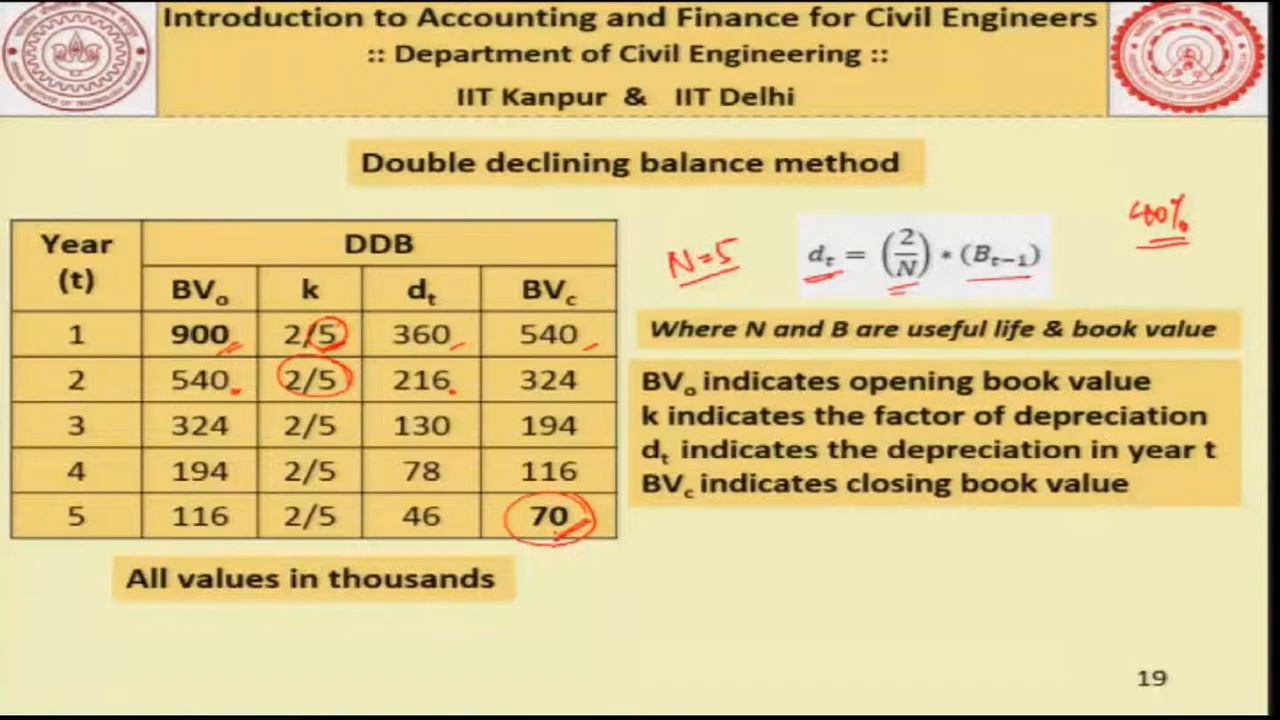 Introduction to Accounting and Finance for Civil Engineers
:: Department of Civil Engineering ::
IIT Kanpur & IIT Delhi
Double declining balance method
Year (t) DDB
BVo k dt BVc
1 900 2/5 360 540
2 540 2/5 216 324
3 324 2/5 130 194
4 194 2/5 78 116
5 116 2/5 46 70
All values in thousands
N=5
dt = (2/N) * (Bt−1)
40%
Where N and B are useful life & book value
BVo indicates opening book value
k indicates the factor of depreciation
dt indicates the depreciation in year t
BVc indicates closing book value
19